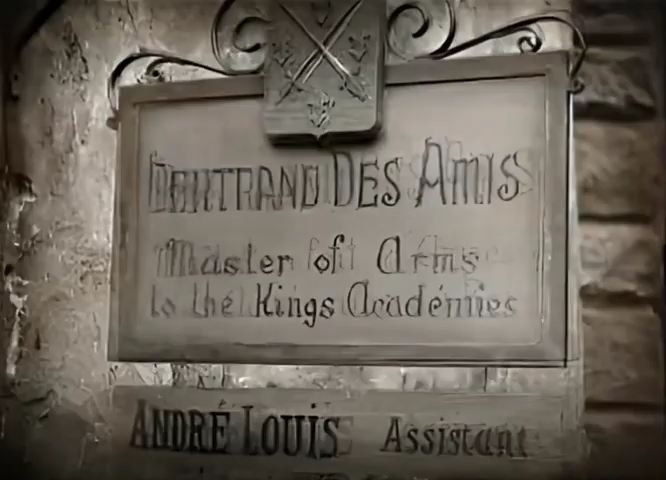 BERTRAND DES AMIS
Master of Arms
to the Kings Académies
ANDRÉ LOUIS Assistant